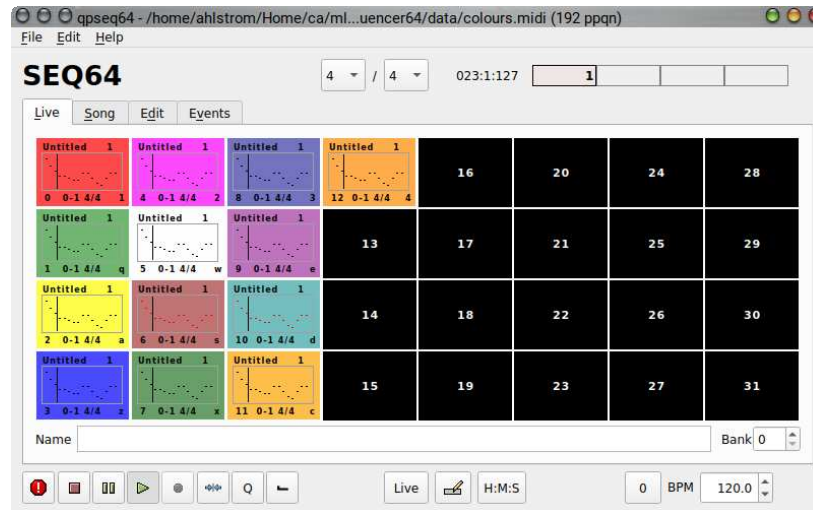 qpseq64 - /home/ahlstrom/Home/ca/ml...uencer64/data/colours.midi (192 ppqn)
File Edit Help
SEQ64 4 / 4 023:1:127 1
Live Song Edit Events
Untitled 1 Untitled 1 Untitled 1 Untitled 1
16 20 24 28
0 0-1 4/4 1 4 0-1 4/4 2 8 0-1 4/4 3 12 0-1 4/4 4
Untitled 1 Untitled 1 Untitled 1
13 17 21 25 29
1 0-1 4/4 q 5 0-1 4/4 w 9 0-1 4/4 e
Untitled 1 Untitled 1 Untitled 1
14 18 22 26 30
2 0-1 4/4 a 6 0-1 4/4 s 10 0-1 4/4 d
Untitled 1 Untitled 1 Untitled 1
15 19 23 27 31
3 0-1 4/4 z 7 0-1 4/4 x 11 0-1 4/4 c
Name Bank 0
Q Live H:M:S 0 BPM 120.0